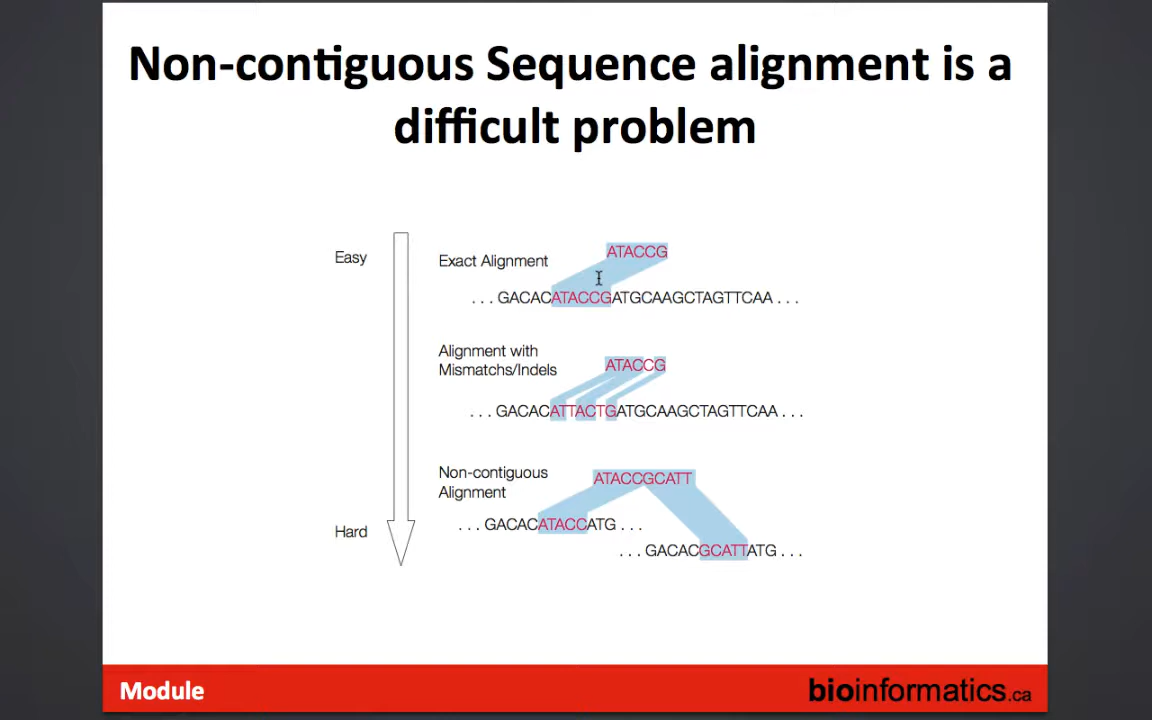 Non-contiguous Sequence alignment is a
difficult problem
Easy
Exact Alignment
ATACCG
. . . GACACATACCGATGCAAGCTAGTTCAA . . .
Alignment with
Mismatchs/Indels
ATACCG
. . . GACACATTACTGATGCAAGCTAGTTCAA . . .
Non-contiguous
Alignment
ATACCGCATT
. . . GACACATACCATG . . .
Hard
. . . GACACGCATTATG . . .
Module
bioinformatics.ca